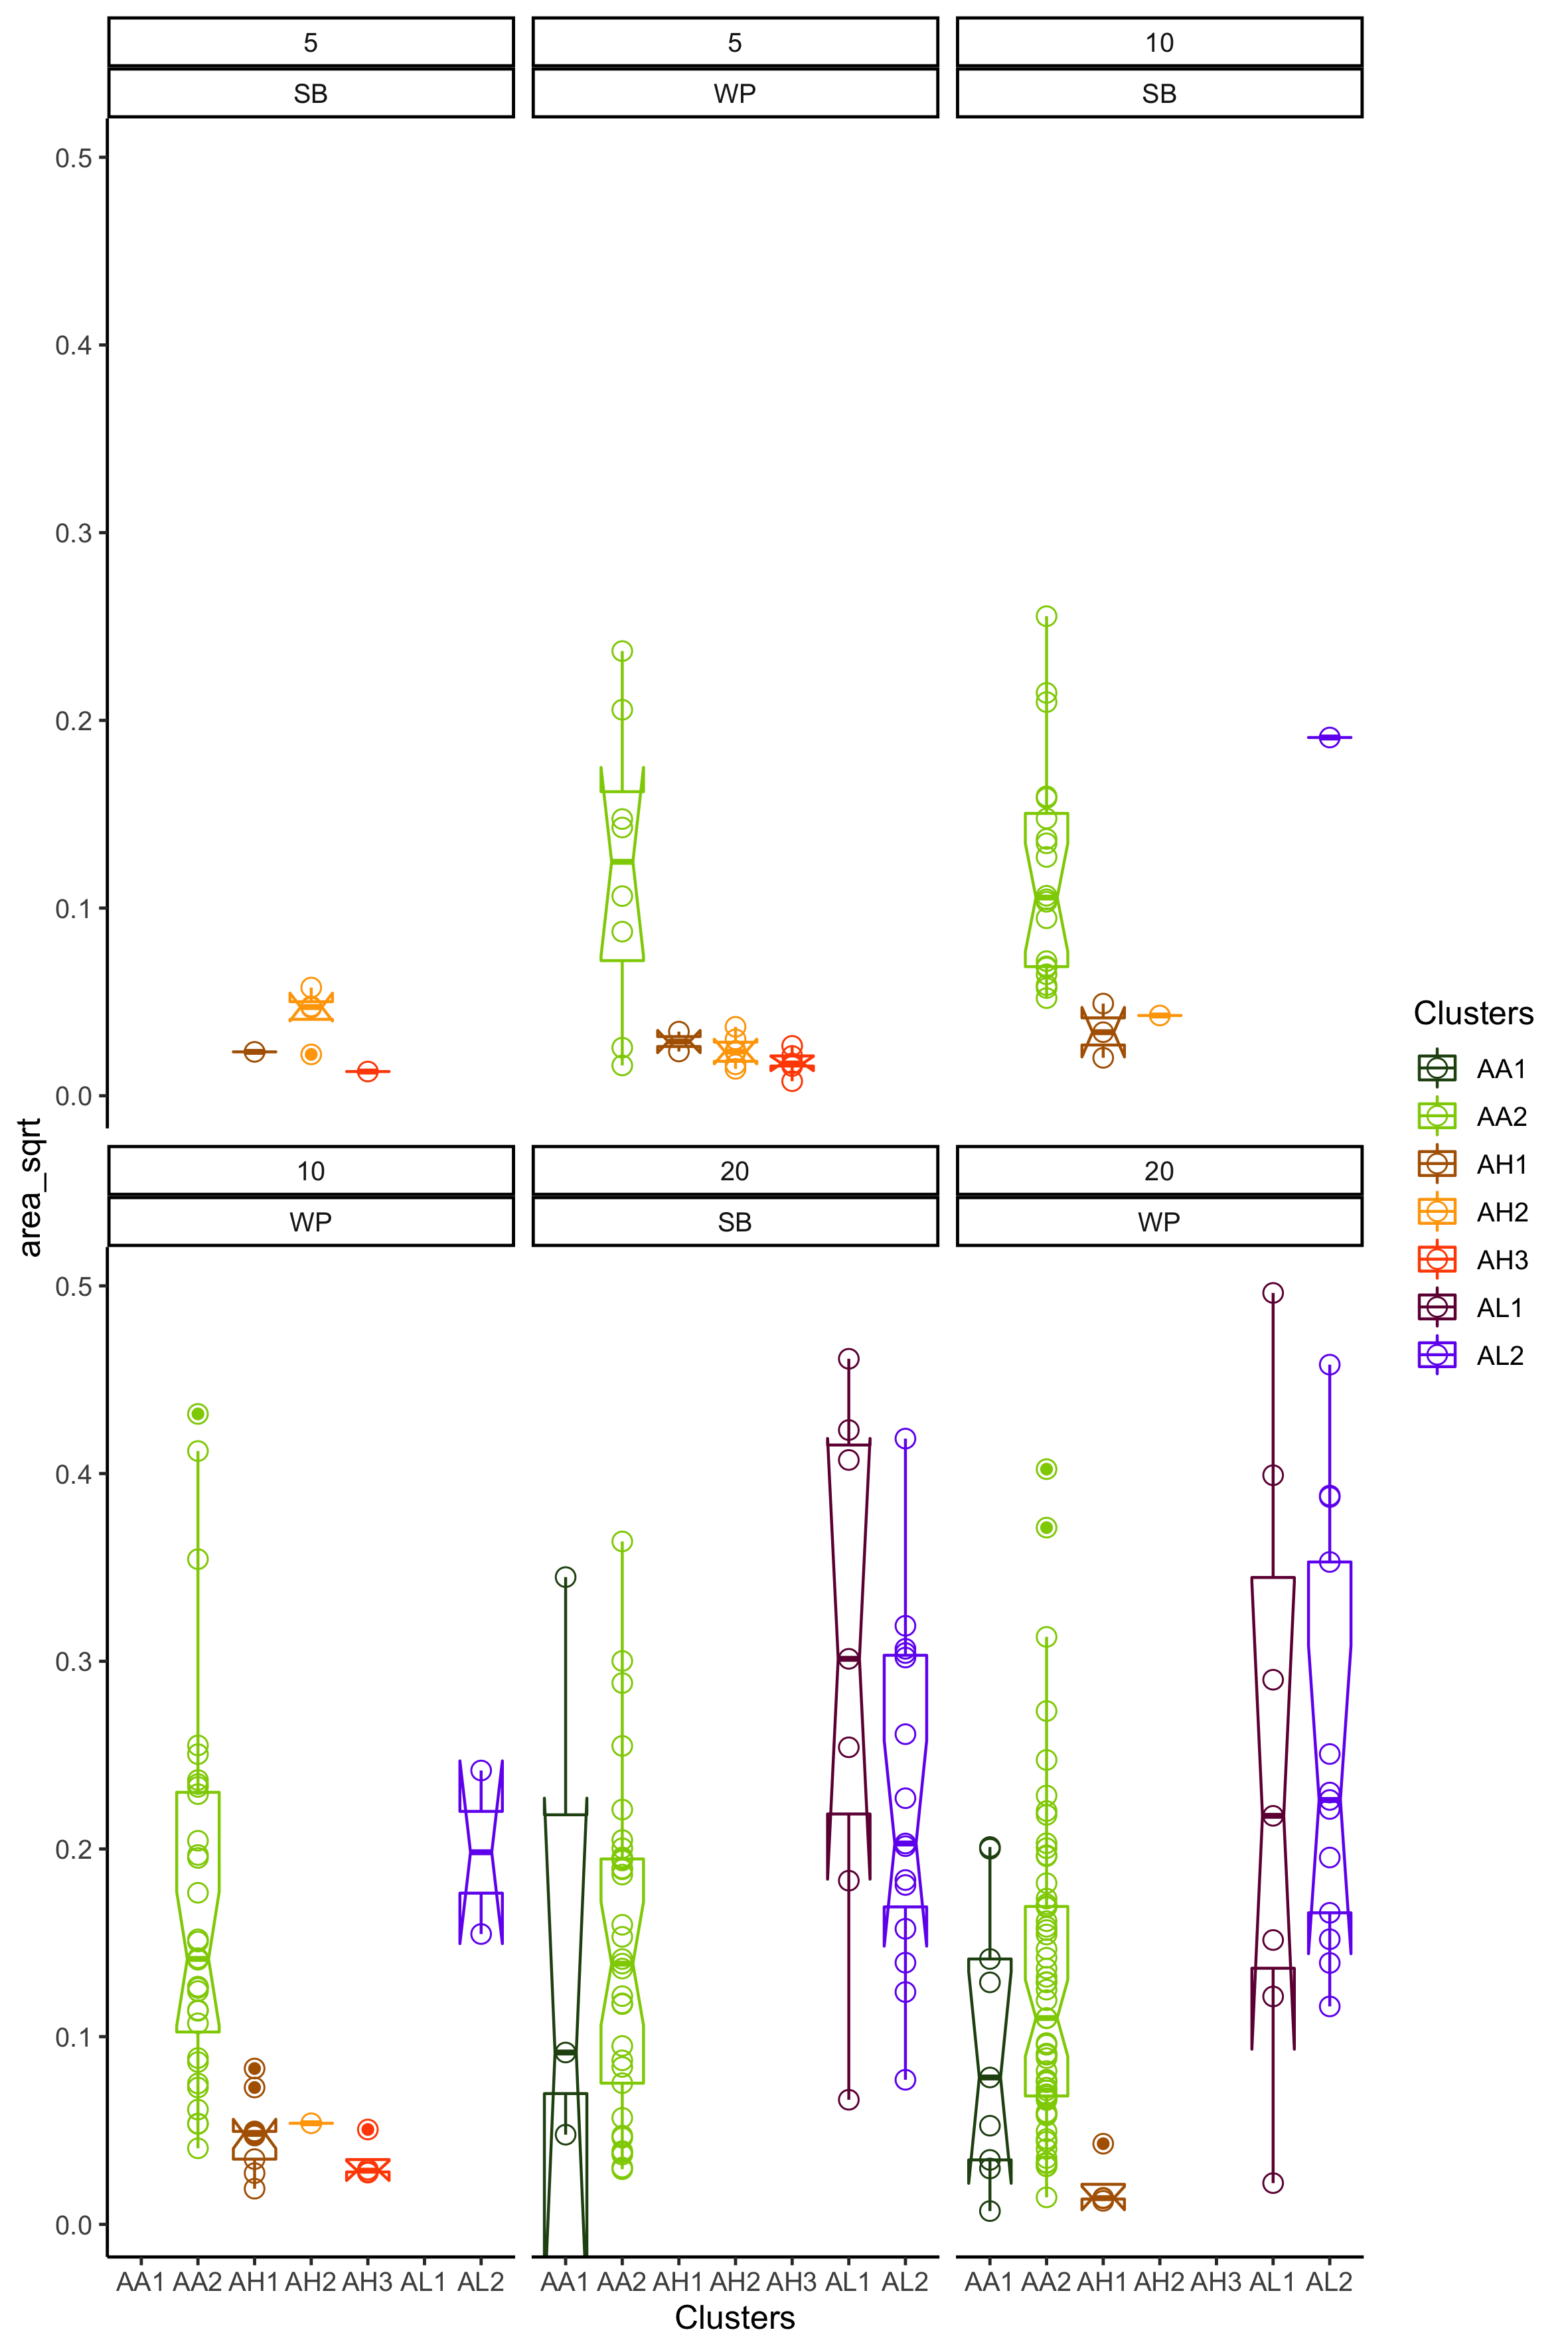 5 5 10
SB WP SB
0.5
0.4
0.3
0.2
0.1
0.0
area_sqrt
10 20 20
WP SB WP
0.5
0.4
0.3
0.2
0.1
0.0
AA1 AA2 AH1 AH2 AH3 AL1 AL2 AA1 AA2 AH1 AH2 AH3 AL1 AL2 AA1 AA2 AH1 AH2 AH3 AL1 AL2
Clusters
Clusters
AA1
AA2
AH1
AH2
AH3
AL1
AL2